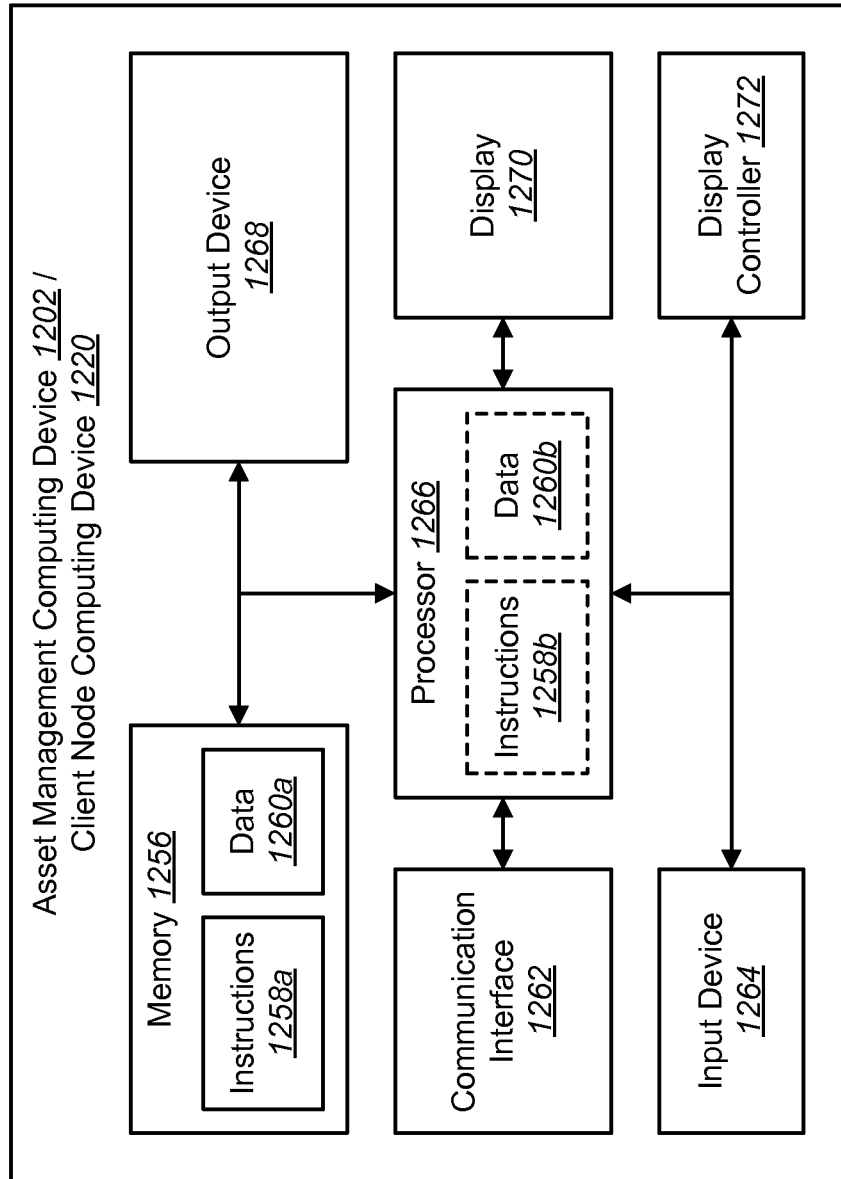 Asset Management Computing Device 1202 /
Client Node Computing Device 1220
Memory 1256
Instructions
1258a
Data
1260a
Output Device
1268
Communication
Interface
1262
Processor 1266
Instructions
1258b
Data
1260b
Display
1270
Input Device
1264
Display
Controller 1272